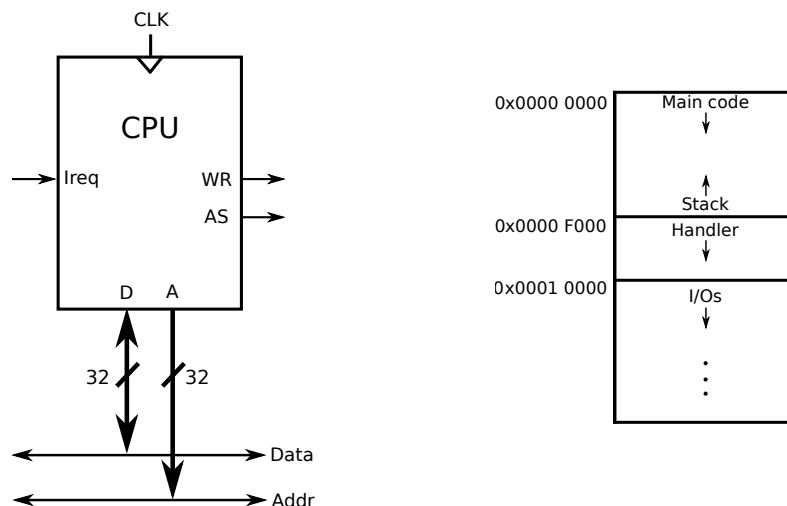 CLK
CPU
Ireq
WR
AS
D A
32 32
Data
Addr
0x0000 0000
Main code
Stack
0x0000 F000
Handler
0x0001 0000
I/Os